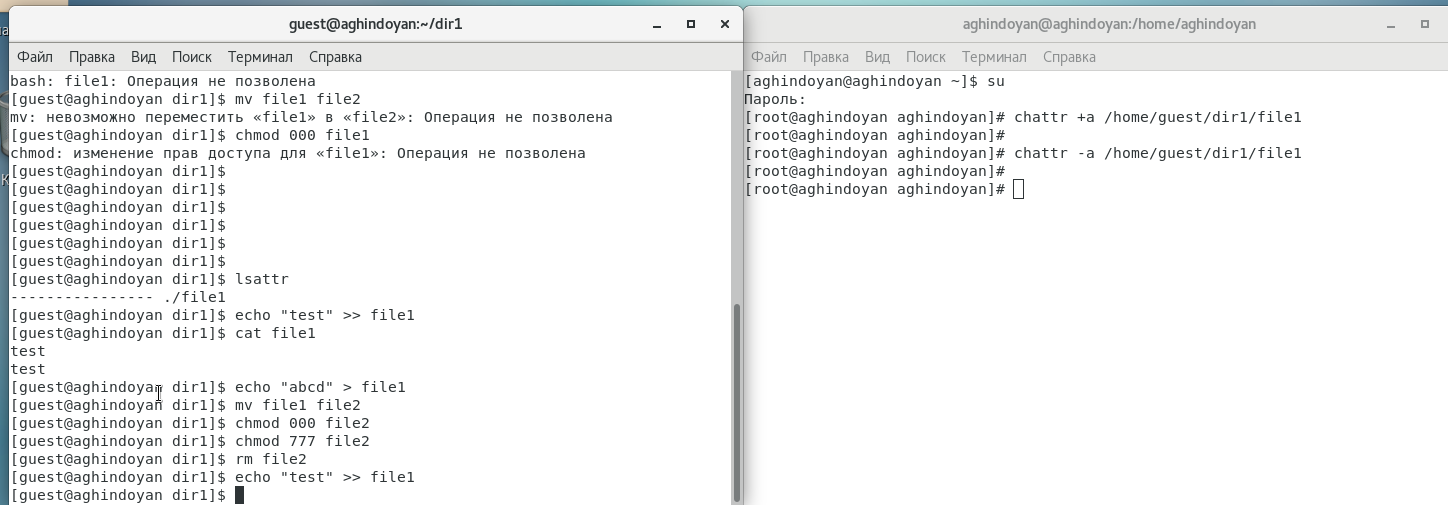 guest@aghindoyan:~/dir1
Файл Правка Вид Поиск Терминал Справка
bash: file1: Операция не позволена
[guest@aghindoyan dir1]$ mv file1 file2
mv: невозможно переместить «file1» в «file2»: Операция не позволена
[guest@aghindoyan dir1]$ chmod 000 file1
chmod: изменение прав доступа для «file1»: Операция не позволена
[guest@aghindoyan dir1]$
[guest@aghindoyan dir1]$
[guest@aghindoyan dir1]$
[guest@aghindoyan dir1]$
[guest@aghindoyan dir1]$
[guest@aghindoyan dir1]$
[guest@aghindoyan dir1]$ lsattr
---------------- ./file1
[guest@aghindoyan dir1]$ echo "test" >> file1
[guest@aghindoyan dir1]$ cat file1
test
test
[guest@aghindoyan dir1]$ echo "abcd" > file1
[guest@aghindoyan dir1]$ mv file1 file2
[guest@aghindoyan dir1]$ chmod 000 file2
[guest@aghindoyan dir1]$ chmod 777 file2
[guest@aghindoyan dir1]$ rm file2
[guest@aghindoyan dir1]$ echo "test" >> file1
[guest@aghindoyan dir1]$
aghindoyan@aghindoyan:/home/aghindoyan
Файл Правка Вид Поиск Терминал Справка
[aghindoyan@aghindoyan ~]$ su
Пароль:
[root@aghindoyan aghindoyan]# chattr +a /home/guest/dir1/file1
[root@aghindoyan aghindoyan]#
[root@aghindoyan aghindoyan]# chattr -a /home/guest/dir1/file1
[root@aghindoyan aghindoyan]#
[root@aghindoyan aghindoyan]#